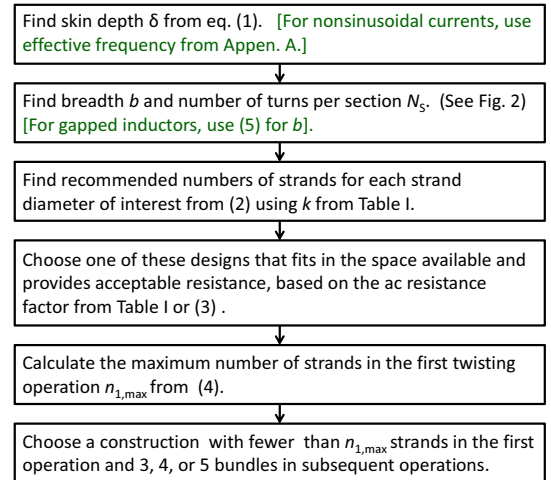 Find skin depth δ from eq. (1). [For nonsinusoidal currents, use
effective frequency from Appen. A.]
Find breadth b and number of turns per section N_S. (See Fig. 2)
[For gapped inductors, use (5) for b].
Find recommended numbers of strands for each strand
diameter of interest from (2) using k from Table I.
Choose one of these designs that fits in the space available and
provides acceptable resistance, based on the ac resistance
factor from Table I or (3) .
Calculate the maximum number of strands in the first twisting
operation n_{1,max} from (4).
Choose a construction with fewer than n_{1,max} strands in the first
operation and 3, 4, or 5 bundles in subsequent operations.